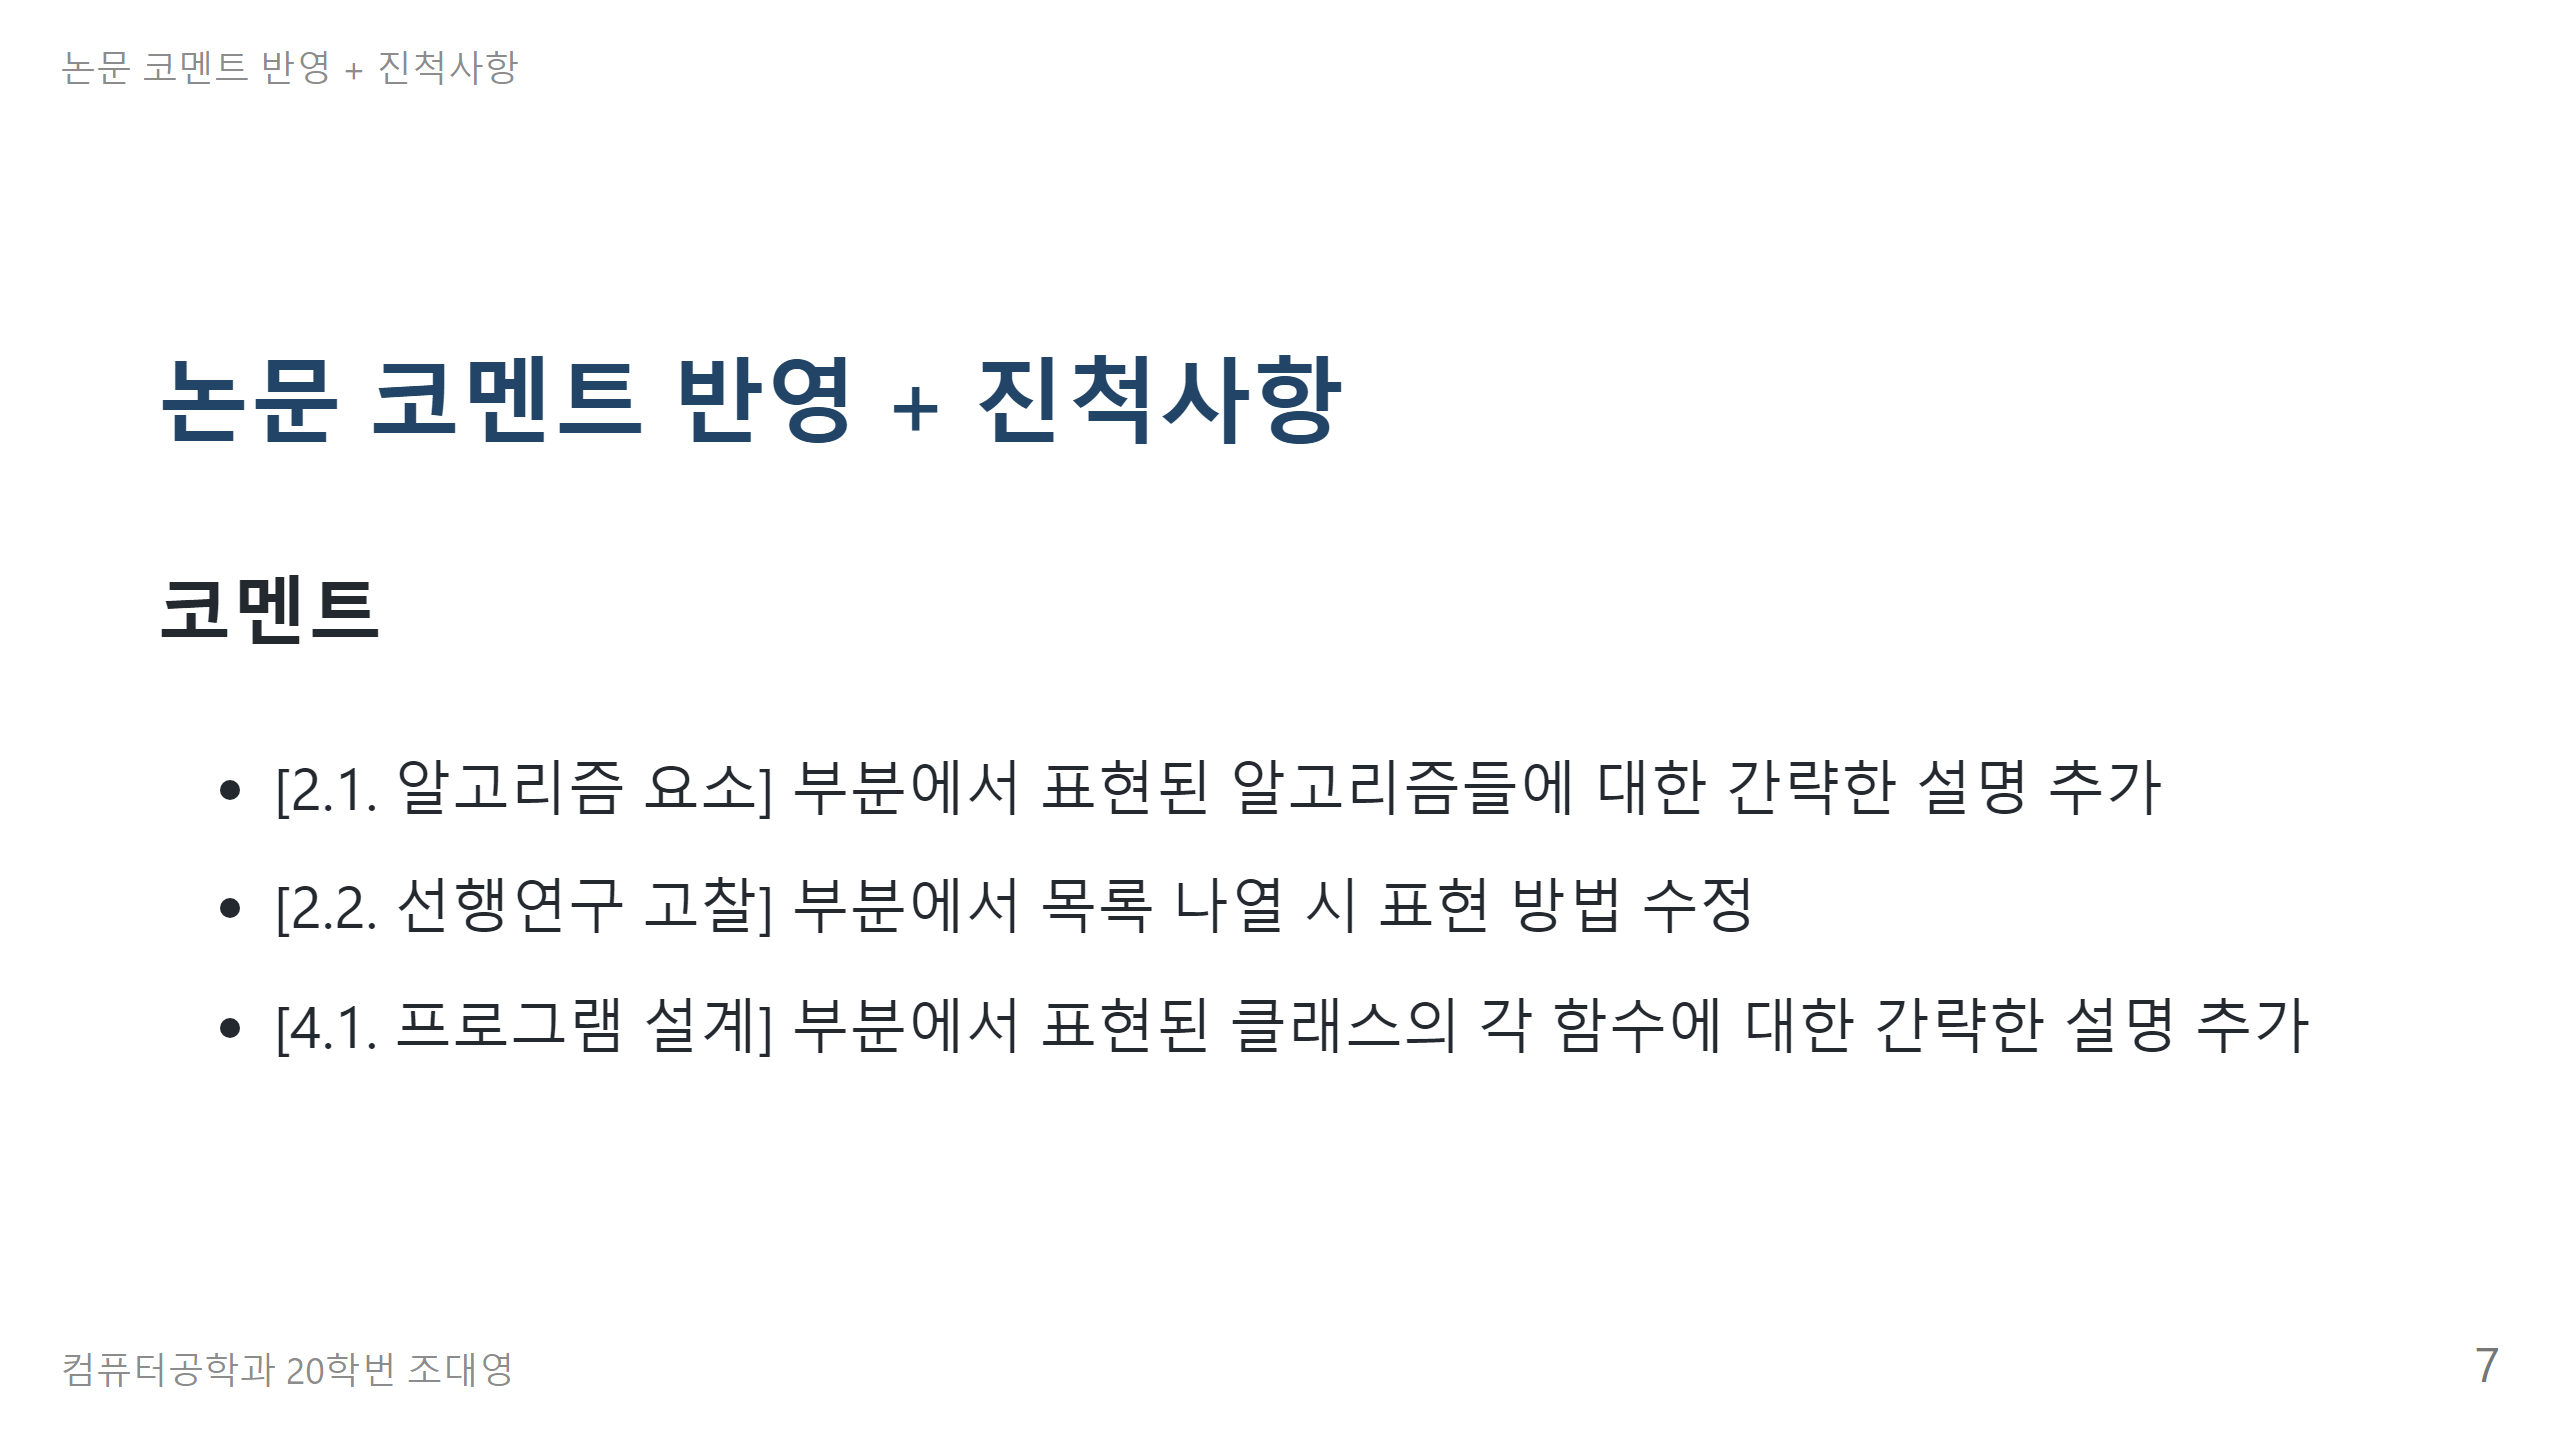 논문 코멘트 반영 + 진척사항
논문 코멘트 반영 + 진척사항
코멘트
• [2.1. 알고리즘 요소] 부분에서 표현된 알고리즘들에 대한 간략한 설명 추가
• [2.2. 선행연구 고찰] 부분에서 목록 나열 시 표현 방법 수정
• [4.1. 프로그램 설계] 부분에서 표현된 클래스의 각 함수에 대한 간략한 설명 추가
컴퓨터공학과 20학번 조대영
7